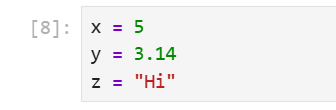 [8]: x = 5
y = 3.14
z = "Hi"